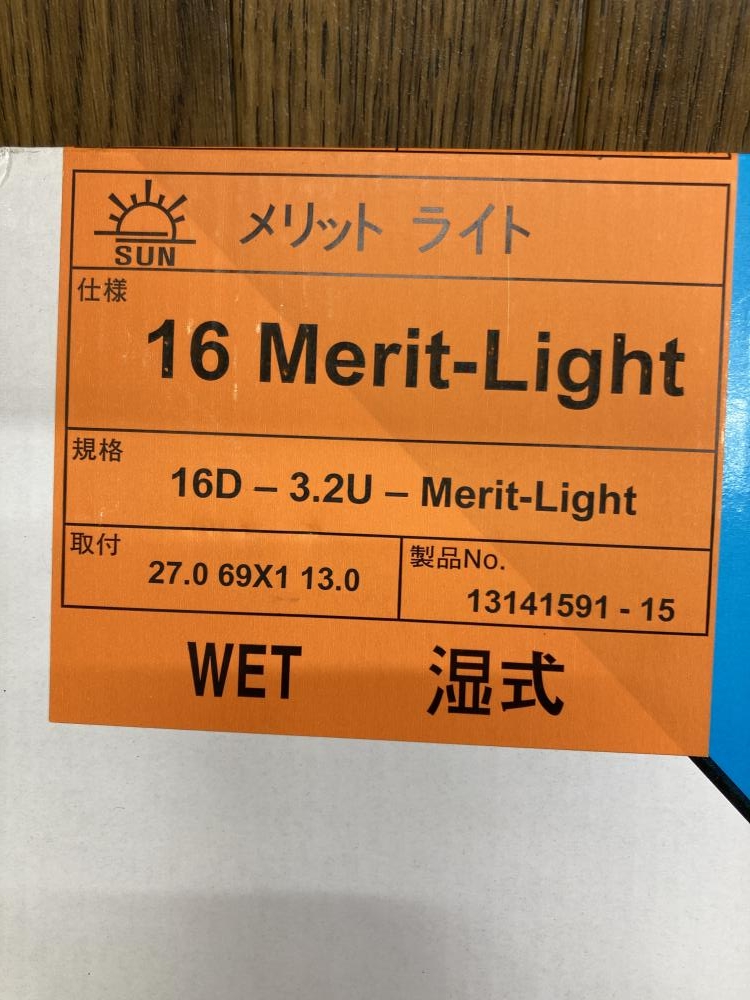 SUN
メリット ライト
仕様
16 Merit-Light
規格
16D – 3.2U – Merit-Light
取付
27.0 69X1 13.0
製品No.
13141591 - 15
WET 湿式